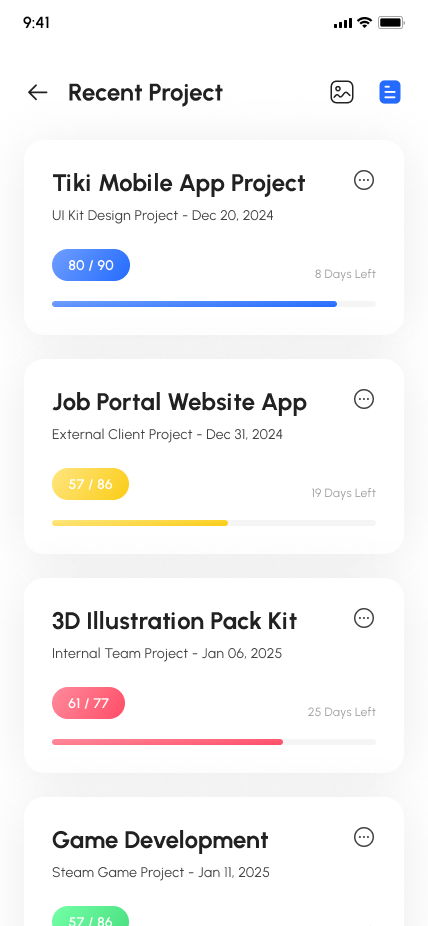 9:41
Recent Project
Tiki Mobile App Project
UI Kit Design Project - Dec 20, 2024
80 / 90
8 Days Left
Job Portal Website App
External Client Project - Dec 31, 2024
57 / 86
19 Days Left
3D Illustration Pack Kit
Internal Team Project - Jan 06, 2025
61 / 77
25 Days Left
Game Development
Steam Game Project - Jan 11, 2025
57 / 86